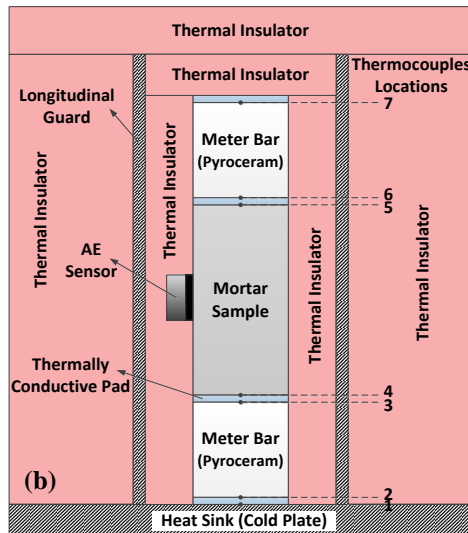 Thermal Insulator
Thermal Insulator
Thermocouples
Locations
Longitudinal
Guard
7
Meter Bar
(Pyroceram)
6
5
Thermal Insulator
Thermal Insulator
Thermal Insulator
Thermal Insulator
AE
Sensor
Mortar
Sample
Thermally
Conductive Pad
4
3
Meter Bar
(Pyroceram)
(b)
2
1
Heat Sink (Cold Plate)